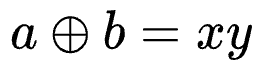 a ⊕ b = xy